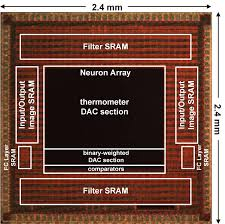 2.4 mm
Filter SRAM
Neuron Array
thermometer
DAC section
Input/Output
Image SRAM
Input/Output
Image SRAM
2.4 mm
FC Layer
SRAM
binary-weighted
DAC section
comparators
FC Layer
SRAM
Filter SRAM